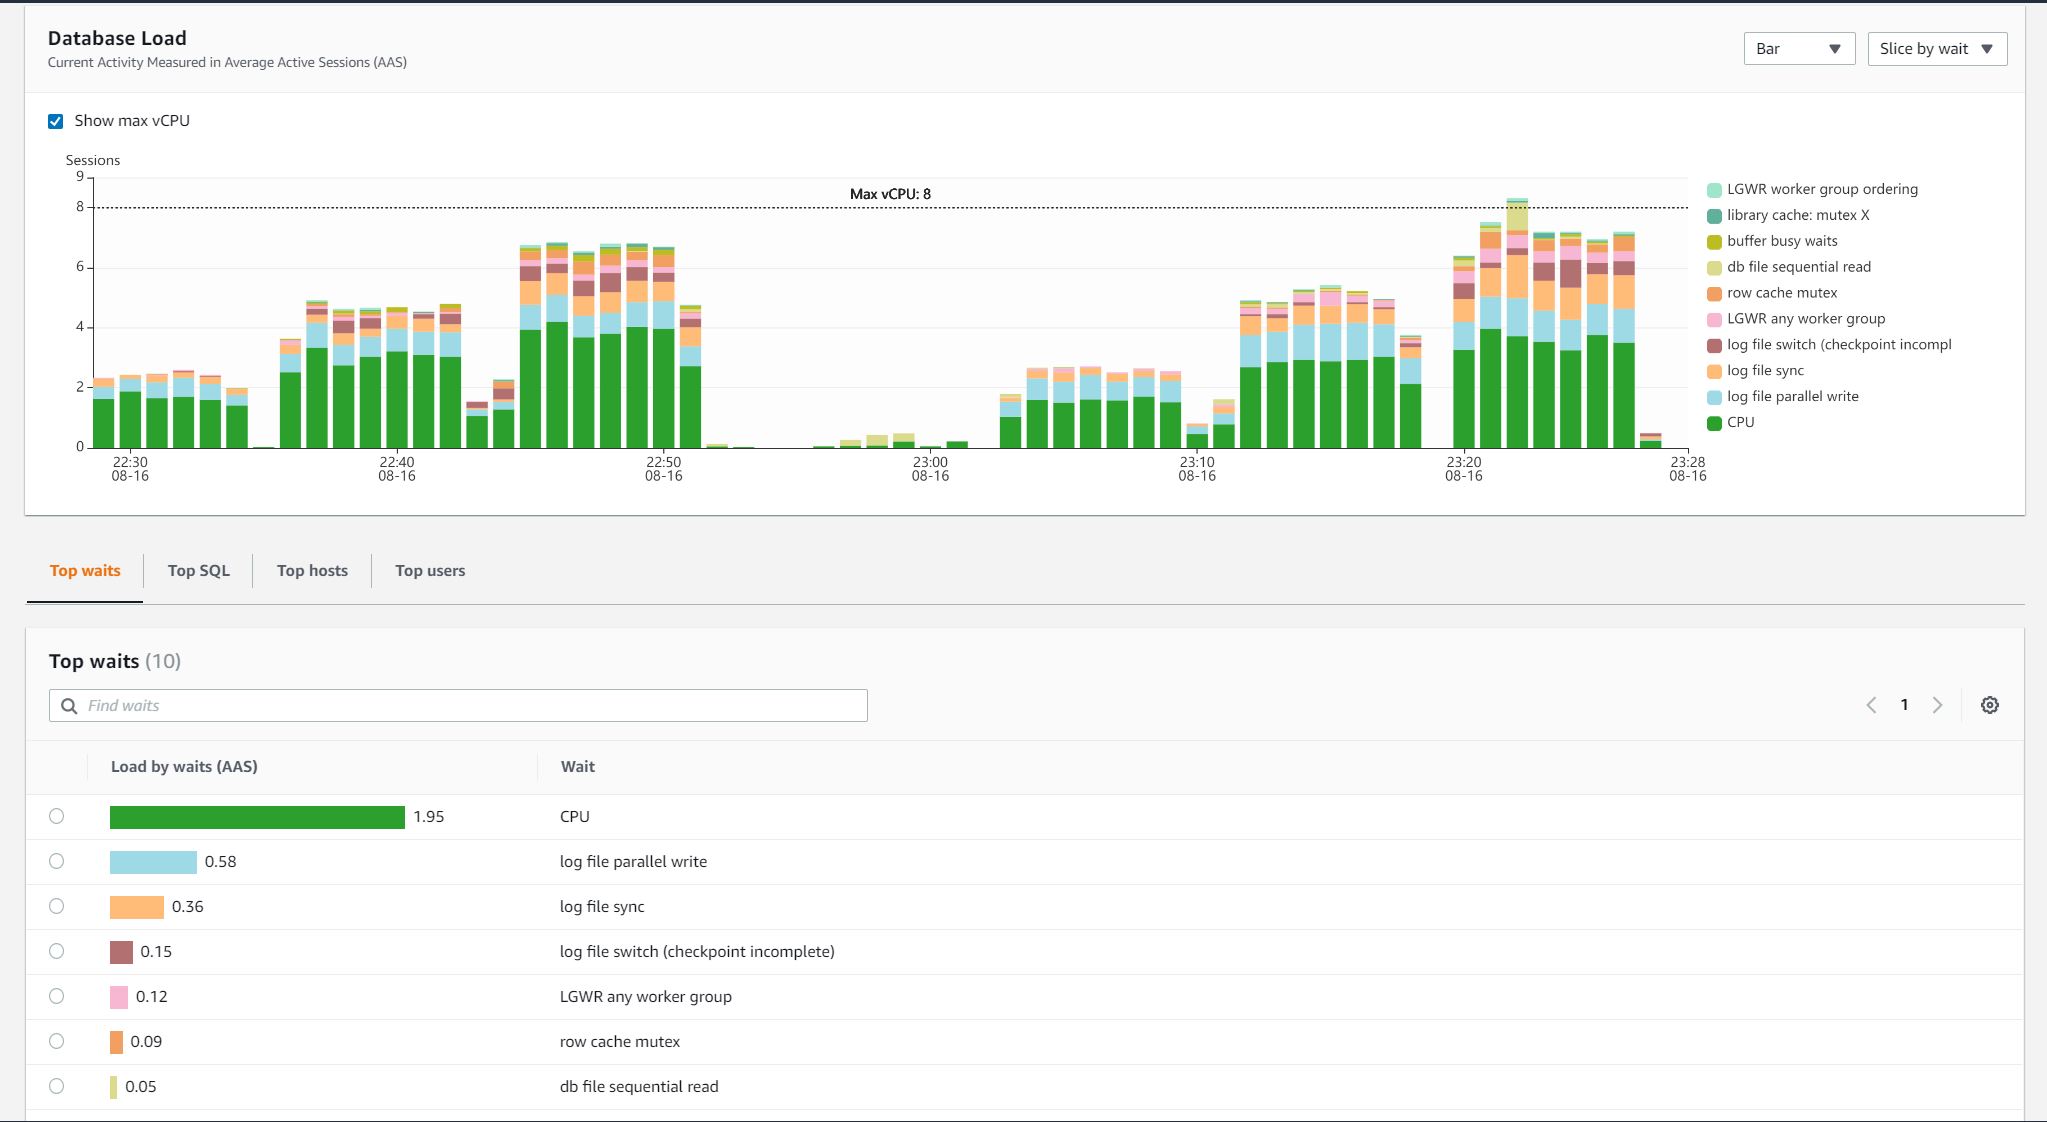 Database Load
Current Activity Measured in Average Active Sessions (AAS)
Bar
Slice by wait
Show max vCPU
Sessions
9
8
6
4
2
0
Max vCPU: 8
22:30
08-16
22:40
08-16
22:50
08-16
23:00
08-16
23:10
08-16
23:20
08-16
23:28
08-16
LGWR worker group ordering
library cache: mutex X
buffer busy waits
db file sequential read
row cache mutex
LGWR any worker group
log file switch (checkpoint incompl
log file sync
log file parallel write
CPU
Top waits
Top SQL
Top hosts
Top users
Top waits (10)
Find waits
1
Load by waits (AAS) Wait
1.95 CPU
0.58 log file parallel write
0.36 log file sync
0.15 log file switch (checkpoint incomplete)
0.12 LGWR any worker group
0.09 row cache mutex
0.05 db file sequential read